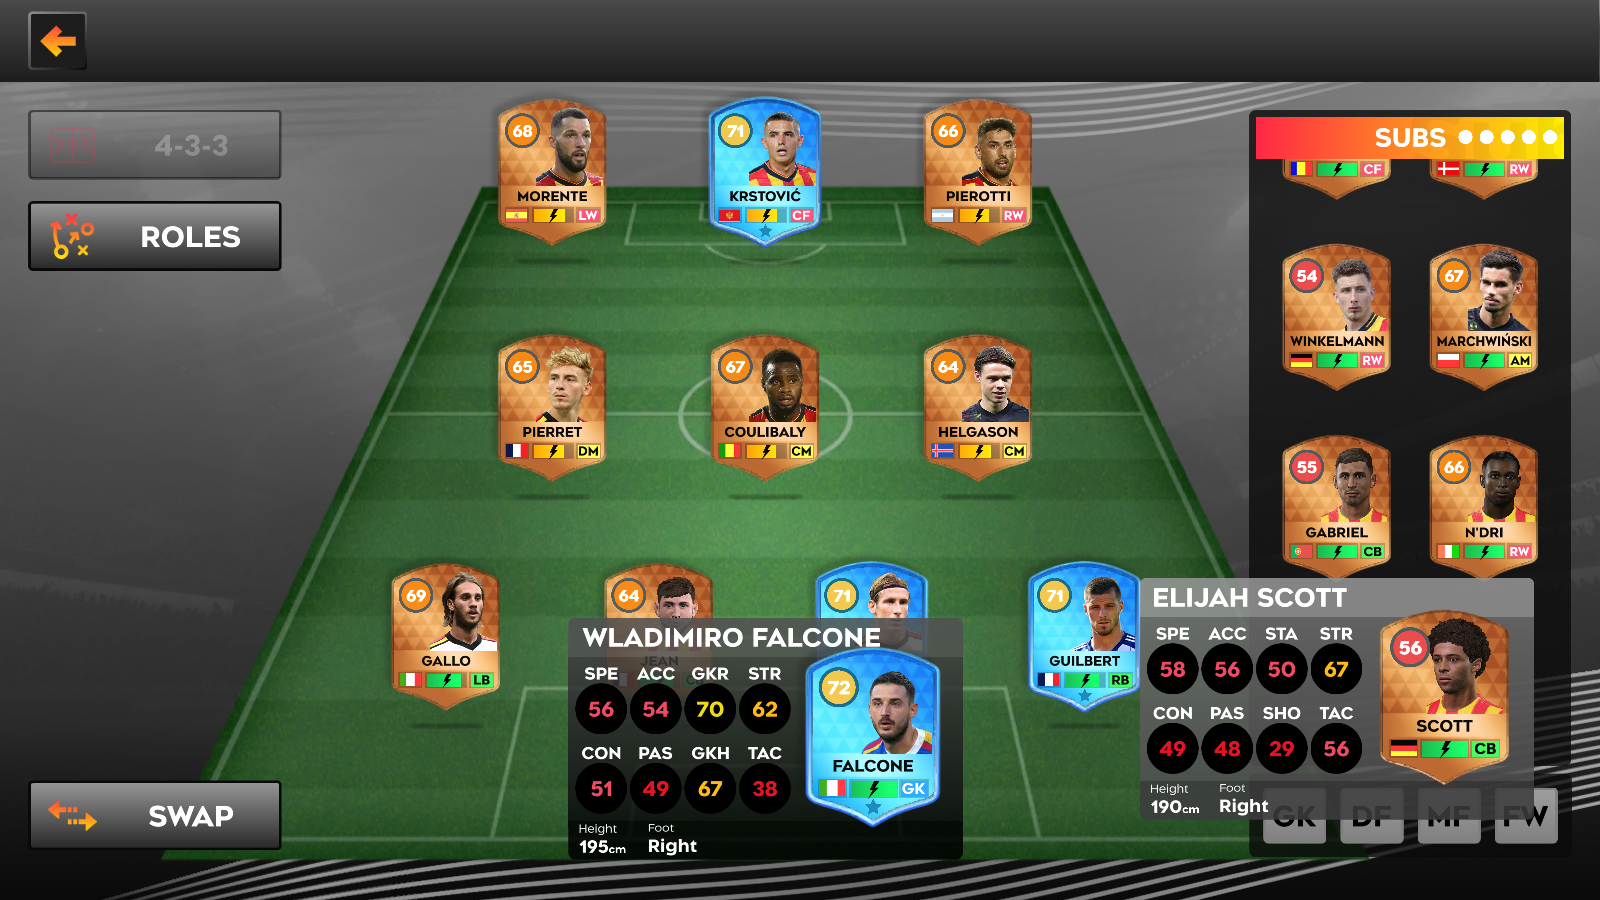 4-3-3
ROLES
SWAP
68
MORENTE
LW
71
KRSTOVIĆ
CF
66
PIEROTTI
RW
65
PIERRET
DM
67
COULIBALY
CM
64
HELGASON
CM
69
GALLO
LB
64
JEAN
71
71
GUILBERT
RB
WLADIMIRO FALCONE
SPE ACC GKR STR
56 54 70 62
CON PAS GKH TAC
51 49 67 38
Height Foot
195cm Right
72
FALCONE
GK
SUBS
CF
RW
54
WINKELMANN
RW
67
MARCHWIŃSKI
AM
55
GABRIEL
CB
66
N'DRI
RW
ELIJAH SCOTT
SPE ACC STA STR
58 56 50 67
CON PAS SHO TAC
49 48 29 56
Height Foot
190cm Right
56
SCOTT
CB
GK DF MF FW